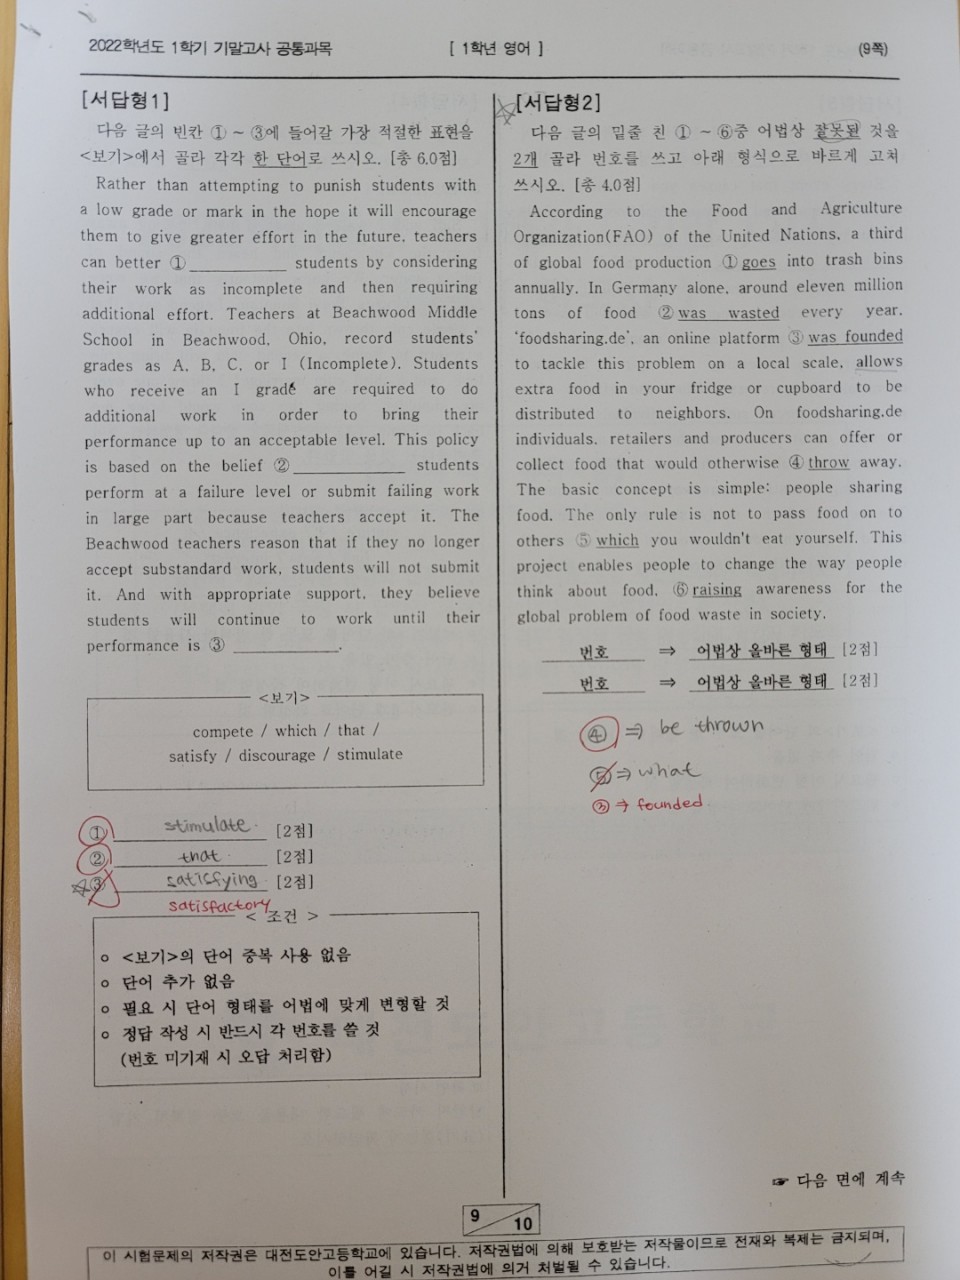 2022학년도 1학기 기말고사 공통과목
[ 1학년 영어 ]
(9쪽)
[서답형1]
다음 글의 빈칸 ① ~ ③에 들어갈 가장 적절한 표현을
<보기>에서 골라 각각 한 단어로 쓰시오. [총 6.0점]
Rather than attempting to punish students with
a low grade or mark in the hope it will encourage
them to give greater effort in the future, teachers
can better ① ____________ students by considering
their work as incomplete and then requiring
additional effort. Teachers at Beachwood Middle
School in Beachwood, Ohio, record students'
grades as A, B, C, or I (Incomplete). Students
who receive an I grade are required to do
additional work in order to bring their
performance up to an acceptable level. This policy
is based on the belief ② ____________ students
perform at a failure level or submit failing work
in large part because teachers accept it. The
Beachwood teachers reason that if they no longer
accept substandard work, students will not submit
it. And with appropriate support, they believe
students will continue to work until their
performance is ③ ____________.
<보기>
compete / which / that /
satisfy / discourage / stimulate
① stimulate [2점]
② that [2점]
③ satisfying [2점]
satisfactory
< 조건 >
○ <보기>의 단어 중복 사용 없음
○ 단어 추가 없음
○ 필요 시 단어 형태를 어법에 맞게 변형할 것
○ 정답 작성 시 반드시 각 번호를 쓸 것
(번호 미기재 시 오답 처리함)
[서답형2]
다음 글의 밑줄 친 ① ~ ⑥중 어법상 잘못된 것을
2개 골라 번호를 쓰고 아래 형식으로 바르게 고쳐
쓰시오. [총 4.0점]
According to the Food and Agriculture
Organization(FAO) of the United Nations, a third
of global food production ① goes into trash bins
annually. In Germany alone, around eleven million
tons of food ② was wasted every year.
'foodsharing.de', an online platform ③ was founded
to tackle this problem on a local scale, allows
extra food in your fridge or cupboard to be
distributed to neighbors. On foodsharing.de
individuals, retailers and producers can offer or
collect food that would otherwise ④ throw away.
The basic concept is simple: people sharing
food. The only rule is not to pass food on to
others ⑤ which you wouldn't eat yourself. This
project enables people to change the way people
think about food, ⑥ raising awareness for the
global problem of food waste in society.
번호 ⇒ 어법상 올바른 형태 [2점]
번호 ⇒ 어법상 올바른 형태 [2점]
④ ⇒ be thrown
⑤ ⇒ what
③ → founded
☞ 다음 면에 계속
9 / 10
이 시험문제의 저작권은 대전도안고등학교에 있습니다. 저작권법에 의해 보호받는 저작물이므로 전재와 복제는 금지되며,
이를 어길 시 저작권법에 의거 처벌될 수 있습니다.